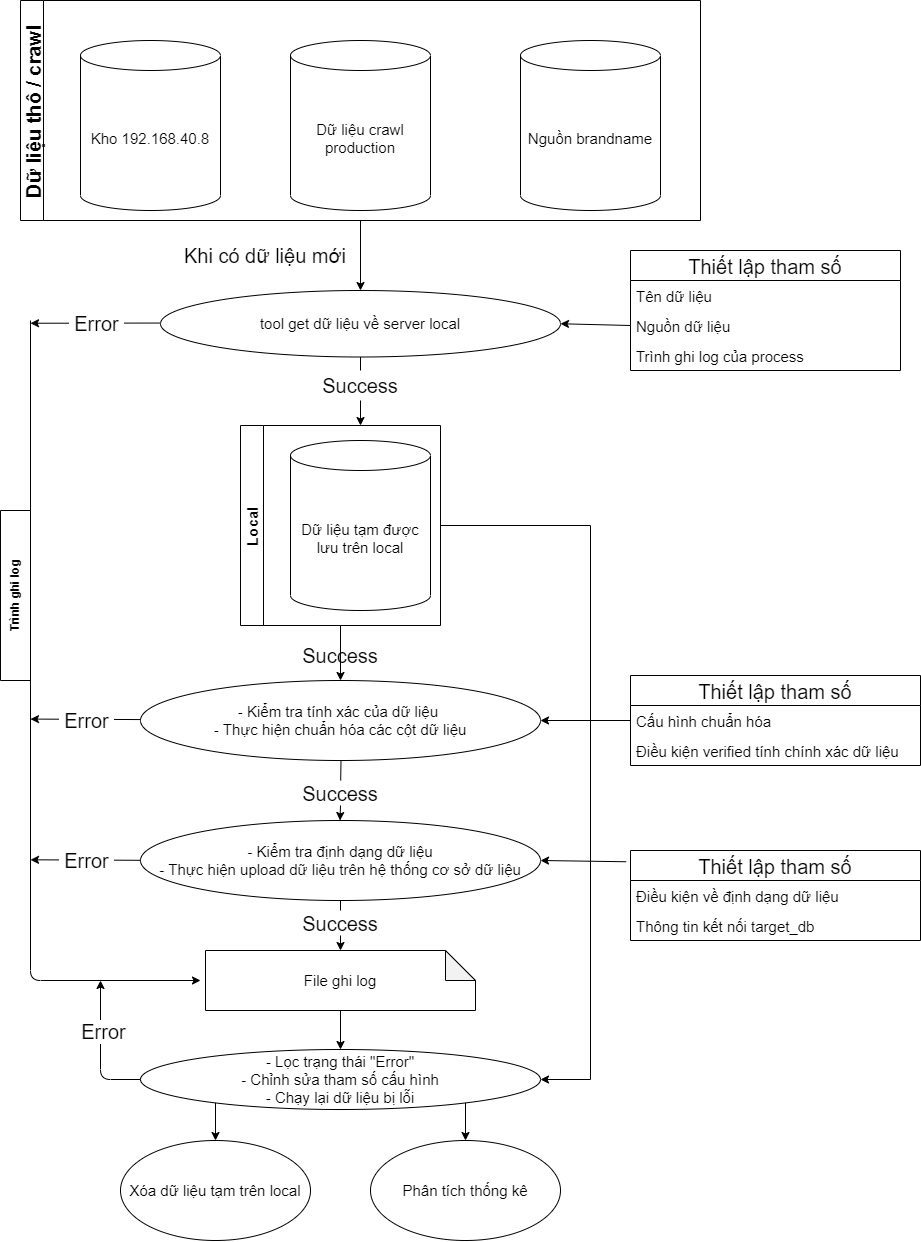 Dữ liệu thô / crawl
Kho 192.168.40.8
Dữ liệu crawl
production
Nguồn brandname
Khi có dữ liệu mới
Thiết lập tham số
Tên dữ liệu
Nguồn dữ liệu
Trình ghi log của process
tool get dữ liệu về server local
Error
Success
Local
Dữ liệu tạm được
lưu trên local
Trình ghi log
Success
- Kiểm tra tính xác của dữ liệu
- Thực hiện chuẩn hóa các cột dữ liệu
Error
Thiết lập tham số
Cấu hình chuẩn hóa
Điều kiện verified tính chính xác dữ liệu
Success
- Kiểm tra định dạng dữ liệu
- Thực hiện upload dữ liệu trên hệ thống cơ sở dữ liệu
Error
Thiết lập tham số
Điều kiện về định dạng dữ liệu
Thông tin kết nối target_db
Success
File ghi log
Error
- Lọc trạng thái "Error"
- Chỉnh sửa tham số cấu hình
- Chạy lại dữ liệu bị lỗi
Xóa dữ liệu tạm trên local
Phân tích thống kê